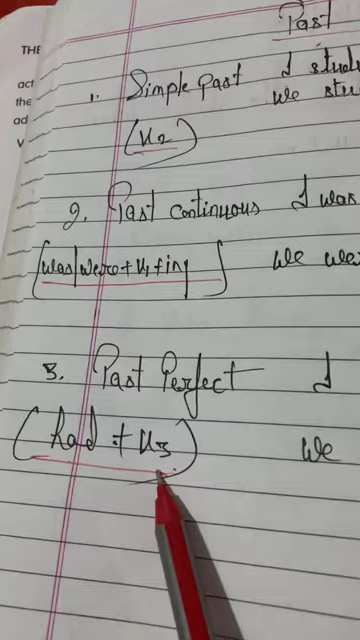 Past
THE
act
the
ad
V
1. Simple Past I stud
We stu
(V2)
2. Past continuous I was
[was|were+V1+ing] We wer
3. Past Perfect I
(had + V3) We